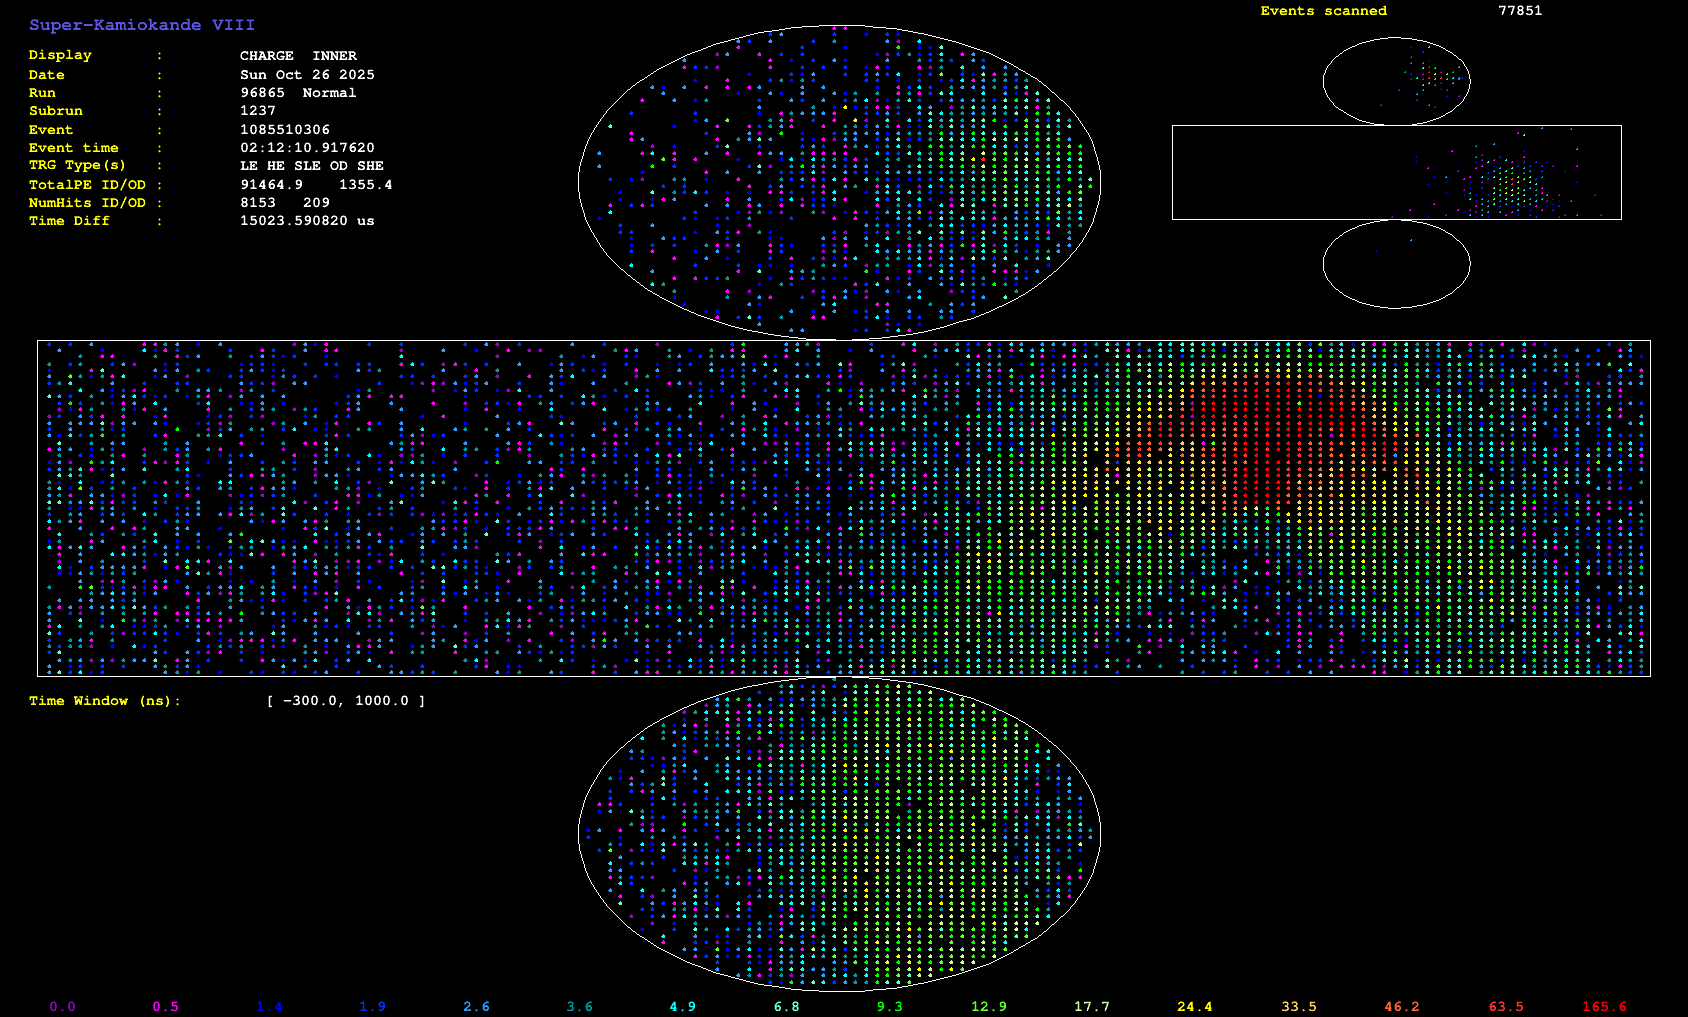 Super-Kamiokande VIII
Events scanned 77851
Display : CHARGE INNER
Date : Sun Oct 26 2025
Run : 96865 Normal
Subrun : 1237
Event : 1085510306
Event time : 02:12:10.917620
TRG Type(s) : LE HE SLE OD SHE
TotalPE ID/OD : 91464.9 1355.4
NumHits ID/OD : 8153 209
Time Diff : 15023.590820 us
Time Window (ns): [ -300.0, 1000.0 ]
0.0 0.5 1.4 1.9 2.6 3.6 4.9 6.8 9.3 12.9 17.7 24.4 33.5 46.2 63.5 165.6